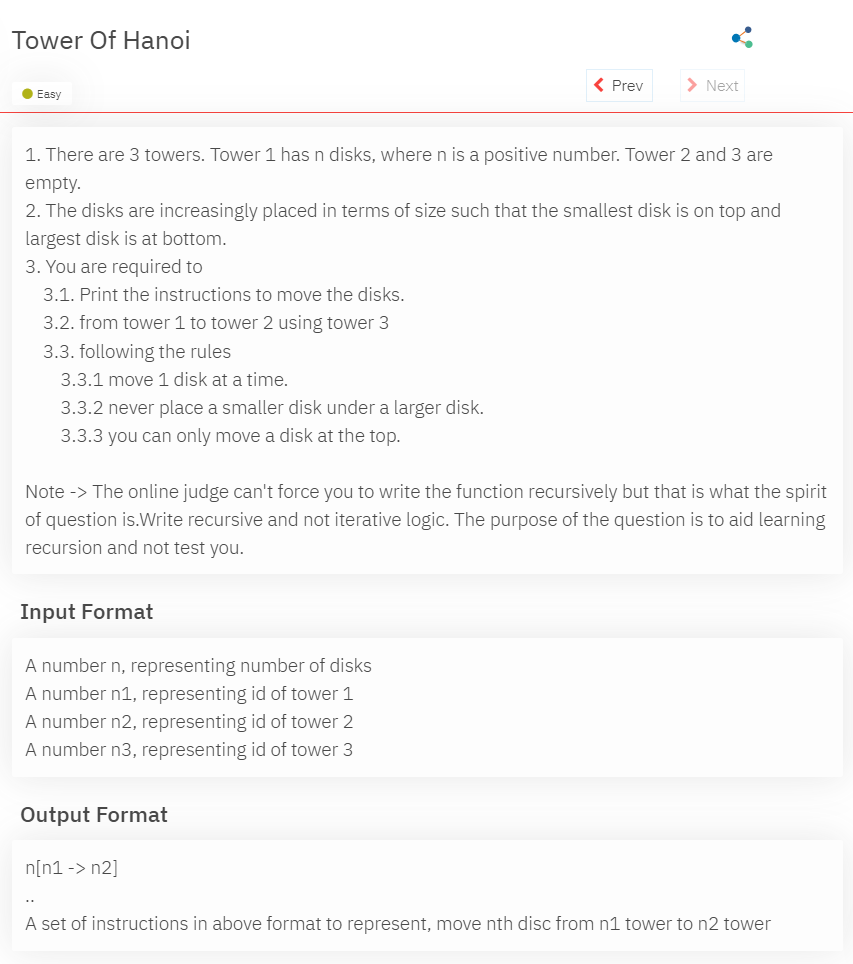 Tower Of Hanoi
Easy
Prev
Next
1. There are 3 towers. Tower 1 has n disks, where n is a positive number. Tower 2 and 3 are
empty.
2. The disks are increasingly placed in terms of size such that the smallest disk is on top and
largest disk is at bottom.
3. You are required to
3.1. Print the instructions to move the disks.
3.2. from tower 1 to tower 2 using tower 3
3.3. following the rules
3.3.1 move 1 disk at a time.
3.3.2 never place a smaller disk under a larger disk.
3.3.3 you can only move a disk at the top.
Note -> The online judge can't force you to write the function recursively but that is what the spirit
of question is.Write recursive and not iterative logic. The purpose of the question is to aid learning
recursion and not test you.
Input Format
A number n, representing number of disks
A number n1, representing id of tower 1
A number n2, representing id of tower 2
A number n3, representing id of tower 3
Output Format
n[n1 -> n2]
..
A set of instructions in above format to represent, move nth disc from n1 tower to n2 tower